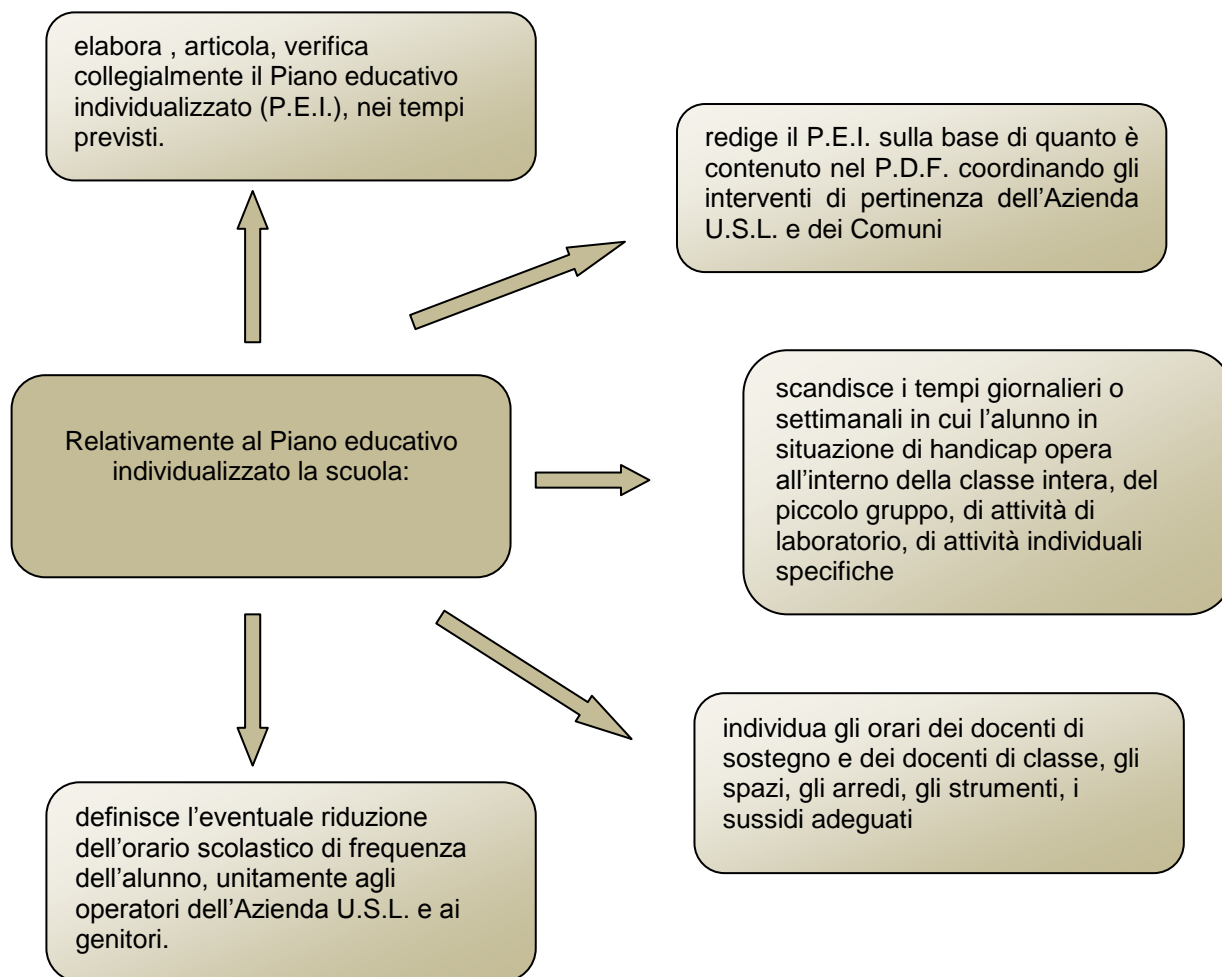 elabora , articola, verifica
collegialmente il Piano educativo
individualizzato (P.E.I.), nei tempi
previsti.
redige il P.E.I. sulla base di quanto è
contenuto nel P.D.F. coordinando gli
interventi di pertinenza dell’Azienda
U.S.L. e dei Comuni
Relativamente al Piano educativo
individualizzato la scuola:
scandisce i tempi giornalieri o
settimanali in cui l’alunno in
situazione di handicap opera
all’interno della classe intera, del
piccolo gruppo, di attività di
laboratorio, di attività individuali
specifiche
individua gli orari dei docenti di
sostegno e dei docenti di classe, gli
spazi, gli arredi, gli strumenti, i
sussidi adeguati
definisce l’eventuale riduzione
dell’orario scolastico di frequenza
dell’alunno, unitamente agli
operatori dell’Azienda U.S.L. e ai
genitori.